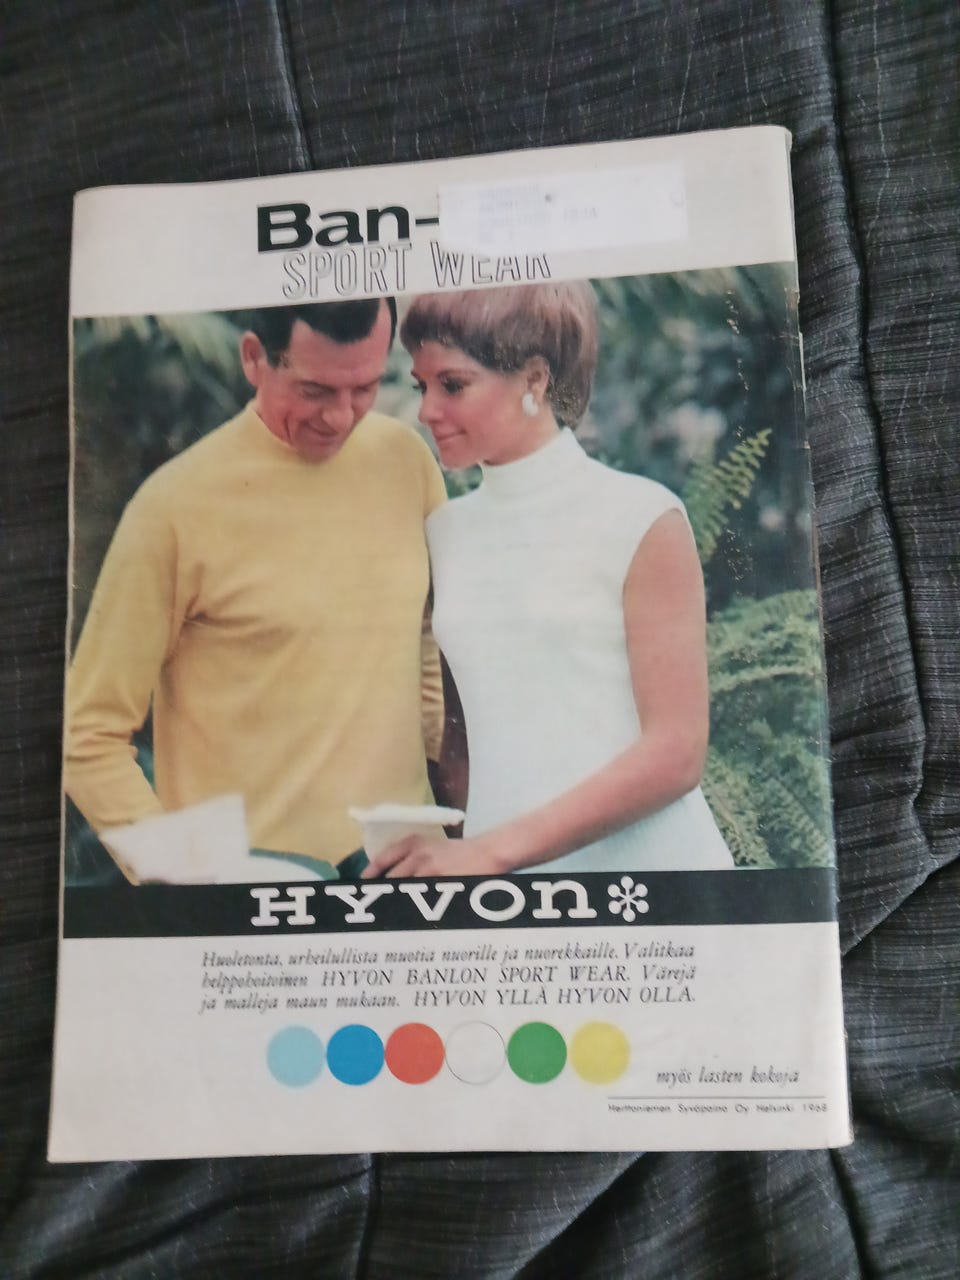 Ban-
SPORT WEAR
HYVON*
Huoletonta, urheilullista muotia nuorille ja nuorekkaille. Valitkaa
helppohoitoinen HYVON BANLON SPORT WEAR. Värejä
ja malleja maun mukaan. HYVON YLLÄ HYVON OLLA.
myös lasten kokoja
Herttoniemen Syväpaino Oy Helsinki 1968